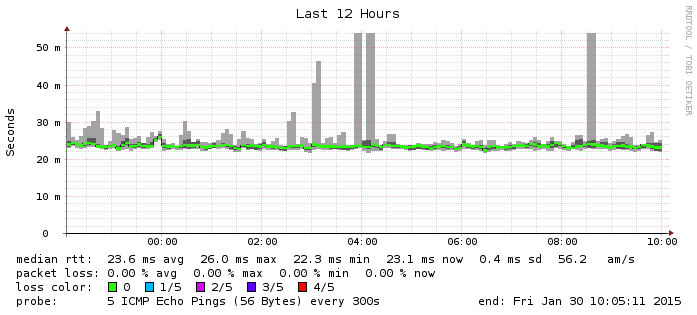 Last 12 Hours
RRDTOOL / TOBI OETIKER
Seconds
50 m
40 m
30 m
20 m
10 m
0
00:00 02:00 04:00 06:00 08:00 10:00
median rtt: 23.6 ms avg 26.0 ms max 22.3 ms min 23.1 ms now 0.4 ms sd 56.2 am/s
packet loss: 0.00 % avg 0.00 % max 0.00 % min 0.00 % now
loss color: 0 1/5 2/5 3/5 4/5
probe: 5 ICMP Echo Pings (56 Bytes) every 300s end: Fri Jan 30 10:05:11 2015